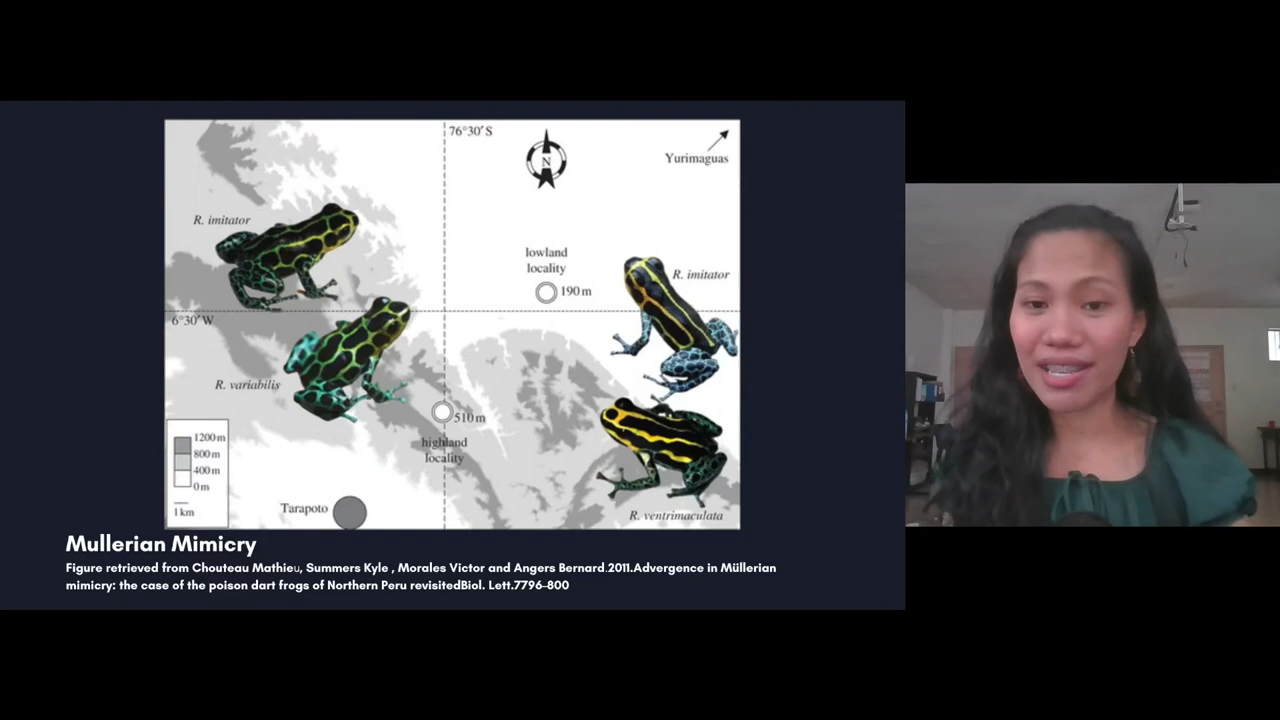 76°30′S
Yurimaguas
N
R. imitator
lowland
locality
190 m
R. imitator
6°30′W
R. variabilis
510 m
highland
locality
1200 m
800 m
400 m
0 m
1 km
Tarapoto
R. ventrimaculata
Mullerian Mimicry
Figure retrieved from Chouteau Mathieu, Summers Kyle , Morales Victor and Angers Bernard.2011.Advergence in Müllerian
mimicry: the case of the poison dart frogs of Northern Peru revisitedBiol. Lett.7796–800